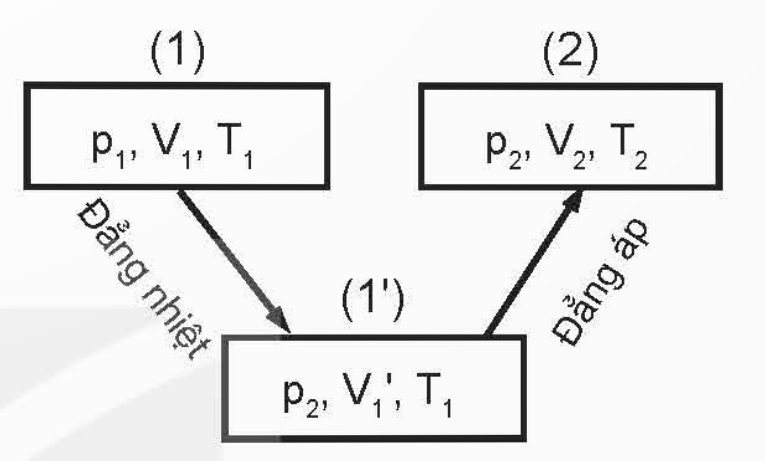 (1)
(2)
p₁, V₁, T₁
p₂, V₂, T₂
Đẳng nhiệt
Đẳng áp
(1')
p₂, V₁', T₁